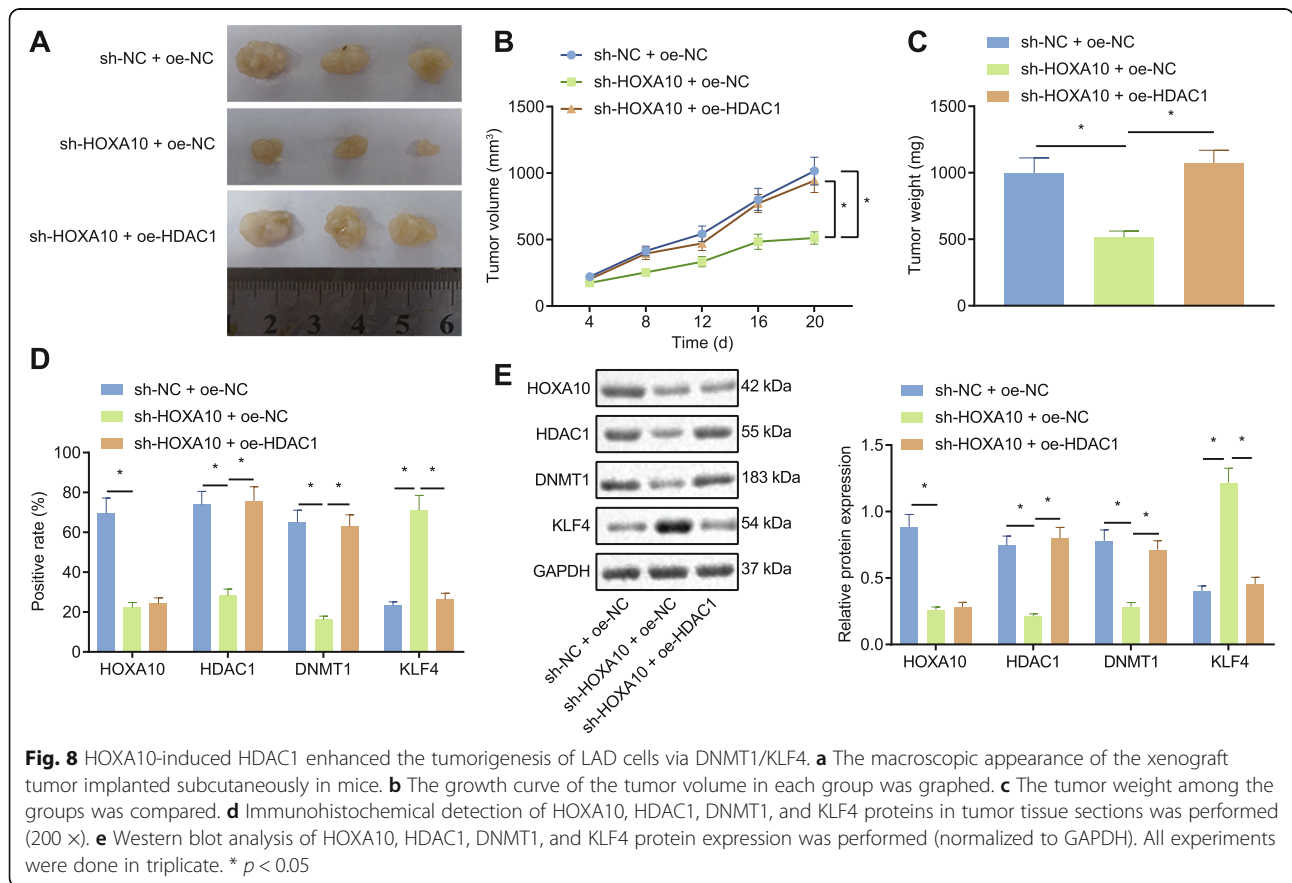 A
sh-NC + oe-NC
sh-HOXA10 + oe-NC
sh-HOXA10 + oe-HDAC1
1 2 3 4 5 6
B
sh-NC + oe-NC
sh-HOXA10 + oe-NC
sh-HOXA10 + oe-HDAC1
Tumor volume (mm³)
1500
1000
500
0
4 8 12 16 20
Time (d)
*
*
C
sh-NC + oe-NC
sh-HOXA10 + oe-NC
sh-HOXA10 + oe-HDAC1
Tumor weight (mg)
1500
1000
500
0
* *
D
sh-NC + oe-NC
sh-HOXA10 + oe-NC
sh-HOXA10 + oe-HDAC1
Positive rate (%)
100
80
60
40
20
0
* * * * * * *
HOXA10 HDAC1 DNMT1 KLF4
E
HOXA10 42 kDa
HDAC1 55 kDa
DNMT1 183 kDa
KLF4 54 kDa
GAPDH 37 kDa
sh-NC + oe-NC
sh-HOXA10 + oe-NC
sh-HOXA10 + oe-HDAC1
sh-NC + oe-NC
sh-HOXA10 + oe-NC
sh-HOXA10 + oe-HDAC1
Relative protein expression
1.5
1.0
0.5
0.0
* * * * * * *
HOXA10 HDAC1 DNMT1 KLF4
Fig. 8 HOXA10-induced HDAC1 enhanced the tumorigenesis of LAD cells via DNMT1/KLF4. a The macroscopic appearance of the xenograft
tumor implanted subcutaneously in mice. b The growth curve of the tumor volume in each group was graphed. c The tumor weight among the
groups was compared. d Immunohistochemical detection of HOXA10, HDAC1, DNMT1, and KLF4 proteins in tumor tissue sections was performed
(200 ×). e Western blot analysis of HOXA10, HDAC1, DNMT1, and KLF4 protein expression was performed (normalized to GAPDH). All experiments
were done in triplicate. * p < 0.05